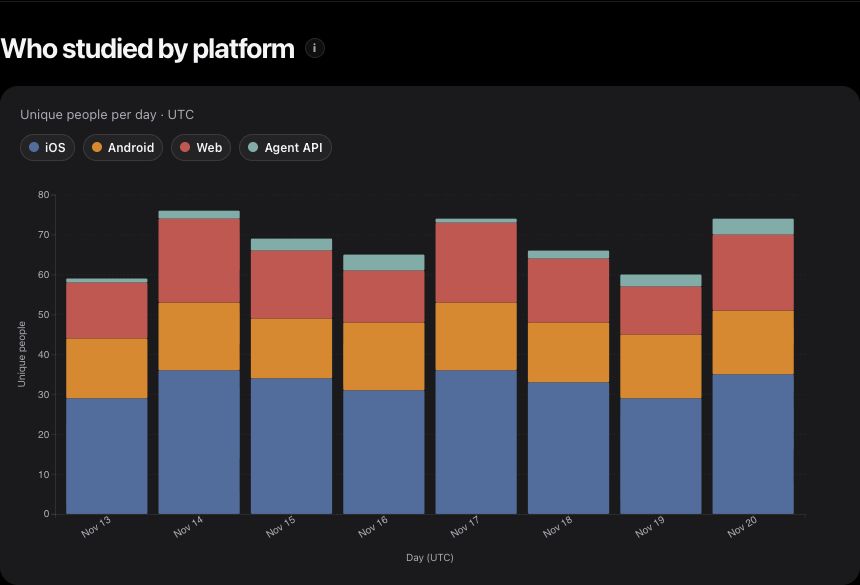 Who studied by platform i
Unique people per day · UTC
iOS Android Web Agent API
80
70
60
50
40
30
20
10
0
Unique people
Nov 13 Nov 14 Nov 15 Nov 16 Nov 17 Nov 18 Nov 19 Nov 20
Day (UTC)